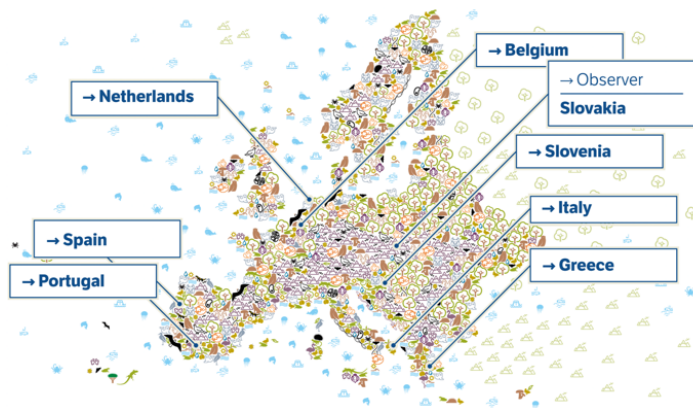 → Belgium
→ Observer
Slovakia
→ Netherlands
→ Slovenia
→ Italy
→ Spain
→ Greece
→ Portugal